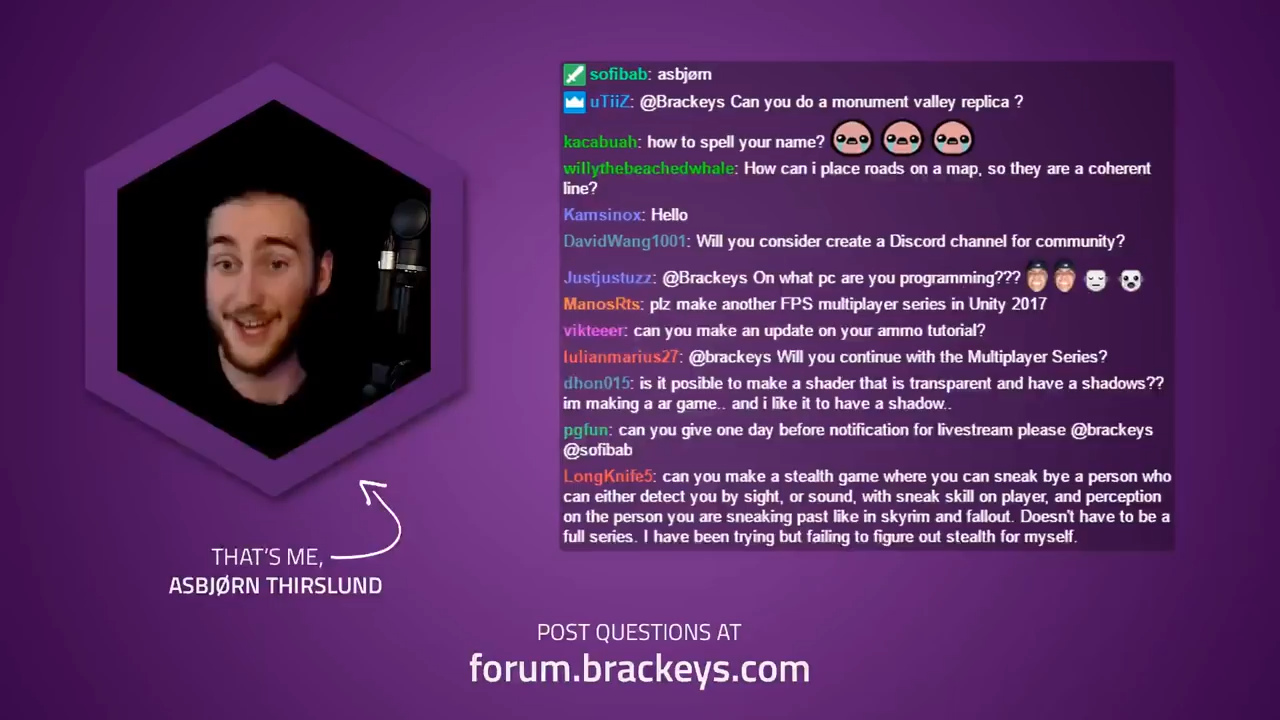 sofibab: asbjørn
uTiiZ: @Brackeys Can you do a monument valley replica ?
kacabuah: how to spell your name?
willythebeachedwhale: How can i place roads on a map, so they are a coherent
line?
Kamsinox: Hello
DavidWang1001: Will you consider create a Discord channel for community?
Justjustuzz: @Brackeys On what pc are you programming???
ManosRts: plz make another FPS multiplayer series in Unity 2017
vikteeer: can you make an update on your ammo tutorial?
Iulianmarius27: @brackeys Will you continue with the Multiplayer Series?
dhon015: is it posible to make a shader that is transparent and have a shadows??
im making a ar game.. and i like it to have a shadow..
pgfun: can you give one day before notification for livestream please @brackeys
@sofibab
LongKnife5: can you make a stealth game where you can sneak bye a person who
can either detect you by sight, or sound, with sneak skill on player, and perception
on the person you are sneaking past like in skyrim and fallout. Doesn't have to be a
full series. I have been trying but failing to figure out stealth for myself.
THAT'S ME,
ASBJØRN THIRSLUND
POST QUESTIONS AT
forum.brackeys.com